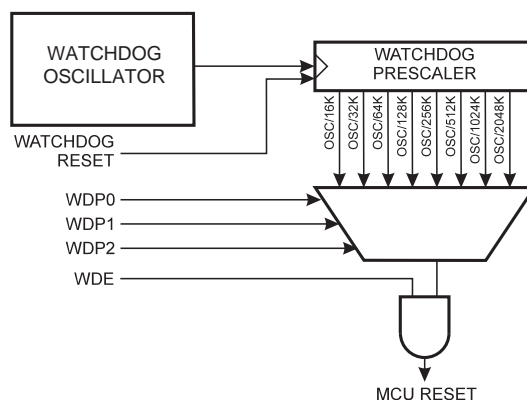 WATCHDOG
OSCILLATOR
WATCHDOG
PRESCALER
WATCHDOG
RESET
OSC/16K
OSC/32K
OSC/64K
OSC/128K
OSC/256K
OSC/512K
OSC/1024K
OSC/2048K
WDP0
WDP1
WDP2
WDE
MCU RESET